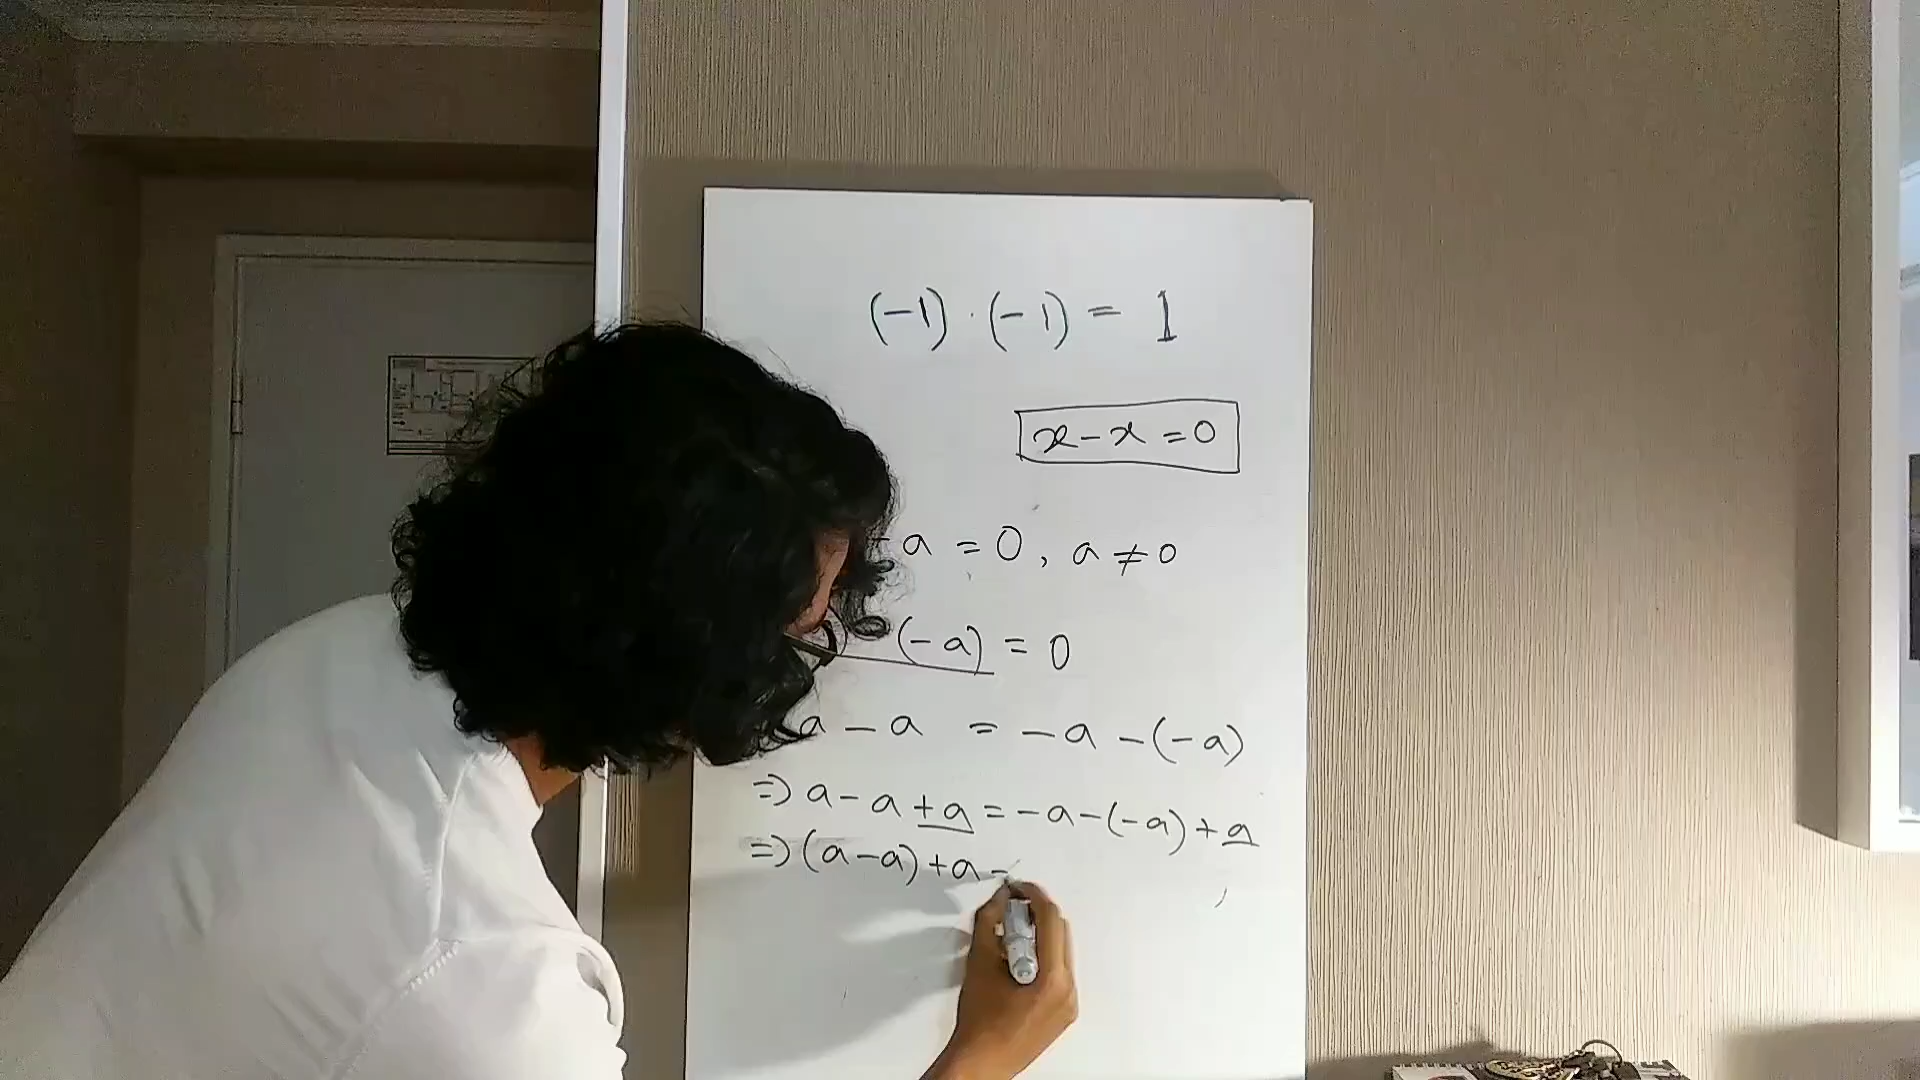 (-1) · (-1) = 1
x - x = 0
- a = 0 , a ≠ 0
(-a) = 0
a - a = -a - (-a)
⇒ a - a + a = -a - (-a) + a
⇒ (a - a) + a